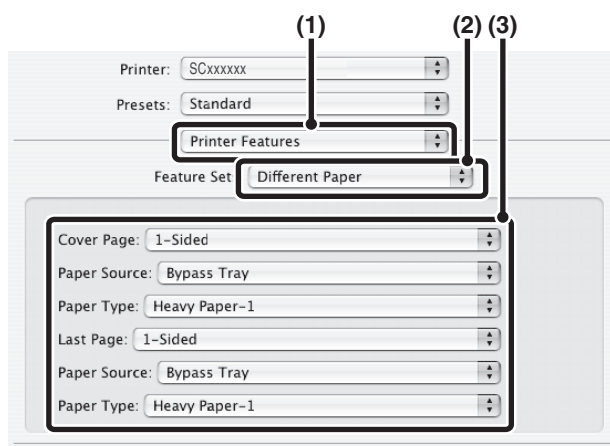 (1) (2) (3)
Printer: SCxxxxxx
Presets: Standard
Printer Features
Feature Set Different Paper
Cover Page: 1-Sided
Paper Source: Bypass Tray
Paper Type: Heavy Paper-1
Last Page: 1-Sided
Paper Source: Bypass Tray
Paper Type: Heavy Paper-1